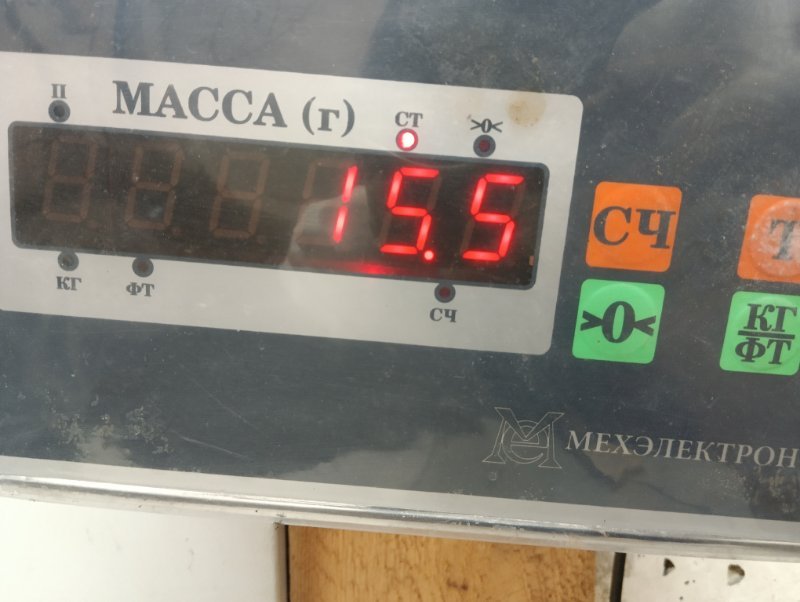 П
МАССА (г)
СТ
>0<
15.5
КГ
ФТ
СЧ
СЧ
Т
>0<
КГ
ФТ
МЕХЭЛЕКТРОН